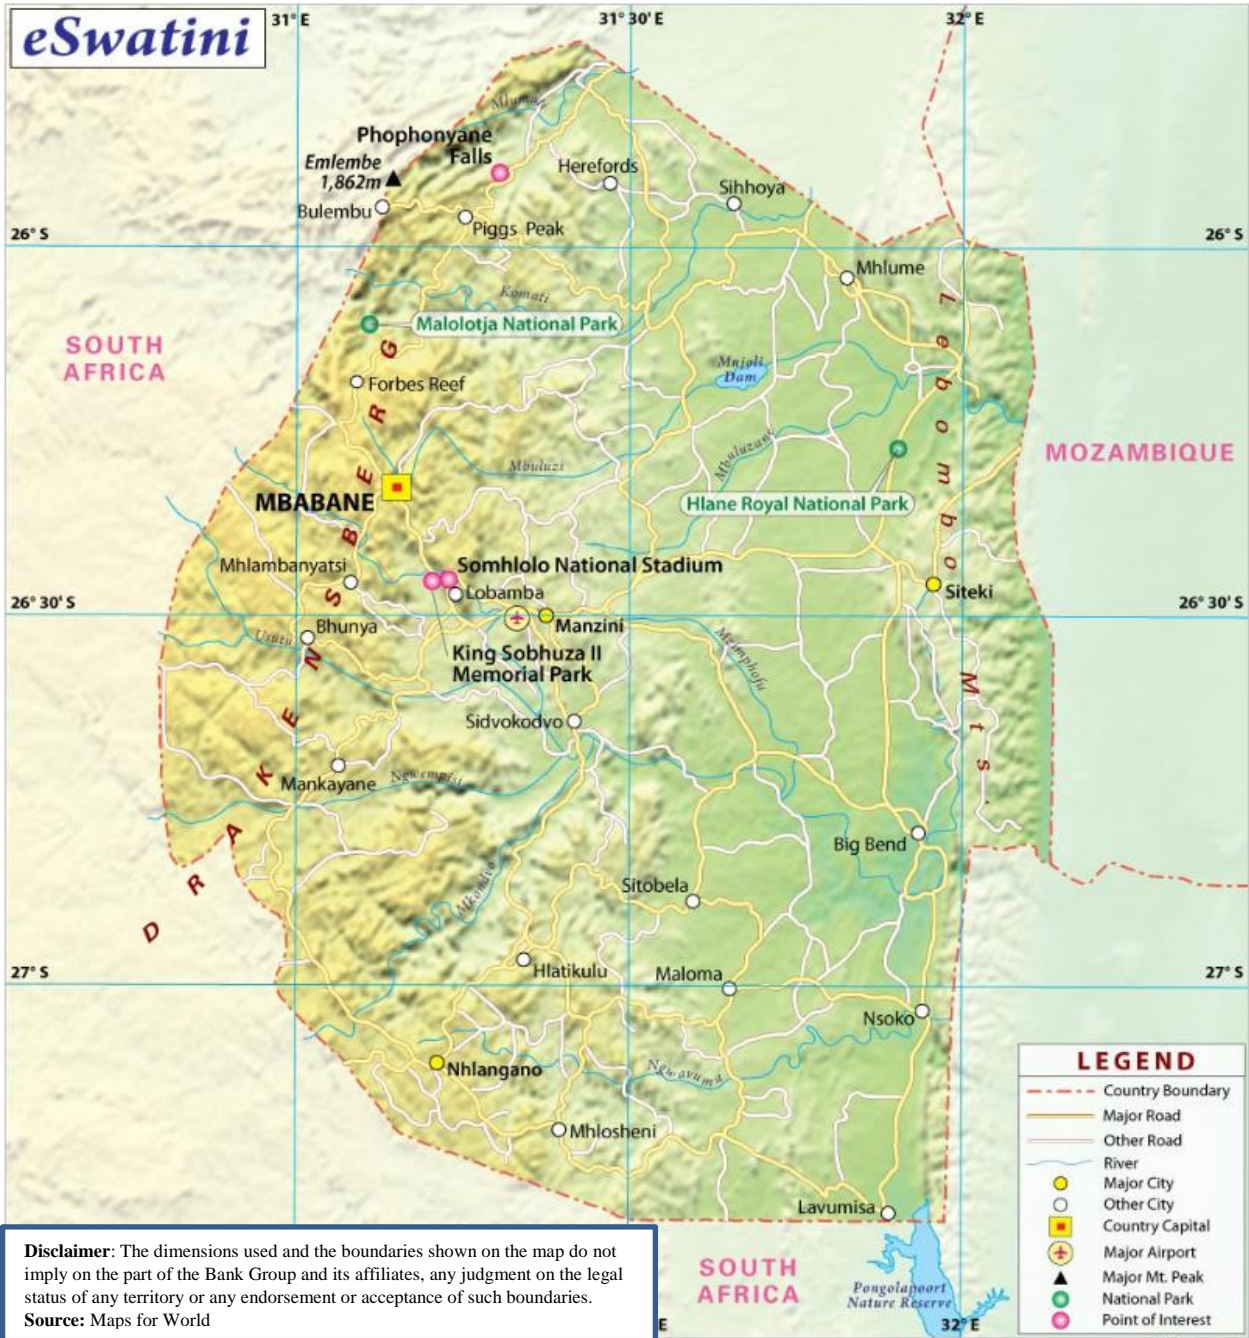 eSwatini
31° E
31° 30' E
32° E
Mlumati
Phophonyane
Falls
Emlembe
1,862m
Herefords
Sihhoya
Bulembu
Piggs Peak
26° S
26° S
Mhlume
Komati
Malolotja National Park
SOUTH
AFRICA
Mnjoli
Dam
Forbes Reef
MOZAMBIQUE
Mbuluzane
Mbuluzi
MBABANE
Hlane Royal National Park
Lebombo Mts.
DRAKENSBERG
Mhlambanyatsi
Somhlolo National Stadium
Lobamba
Siteki
26° 30' S
26° 30' S
Bhunya
Manzini
Usutu
Mzimphofu
King Sobhuza II
Memorial Park
Sidvokodvo
Mankayane
Ngwempisi
Big Bend
Mkondvo
Sitobela
Hlatikulu
Maloma
27° S
27° S
Nsoko
Nhlangano
Ngwavuma
Mhlosheni
Lavumisa
SOUTH
AFRICA
Pongolapoort
Nature Reserve
E
32° E
LEGEND
Country Boundary
Major Road
Other Road
River
Major City
Other City
Country Capital
Major Airport
Major Mt. Peak
National Park
Point of Interest
Disclaimer: The dimensions used and the boundaries shown on the map do not
imply on the part of the Bank Group and its affiliates, any judgment on the legal
status of any territory or any endorsement or acceptance of such boundaries.
Source: Maps for World